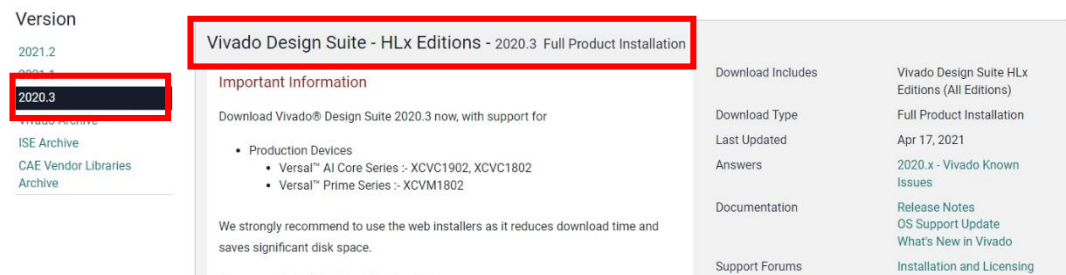 Version
2021.2
2021.1
2020.3
Vivado Archive
ISE Archive
CAE Vendor Libraries
Archive
Vivado Design Suite - HLx Editions - 2020.3 Full Product Installation
Important Information
Download Vivado® Design Suite 2020.3 now, with support for
• Production Devices
• Versal™ AI Core Series :- XCVC1902, XCVC1802
• Versal™ Prime Series :- XCVM1802
We strongly recommend to use the web installers as it reduces download time and
saves significant disk space.
Download Includes
Vivado Design Suite HLx
Editions (All Editions)
Download Type
Full Product Installation
Last Updated
Apr 17, 2021
Answers
2020.x - Vivado Known
Issues
Documentation
Release Notes
OS Support Update
What's New in Vivado
Support Forums
Installation and Licensing